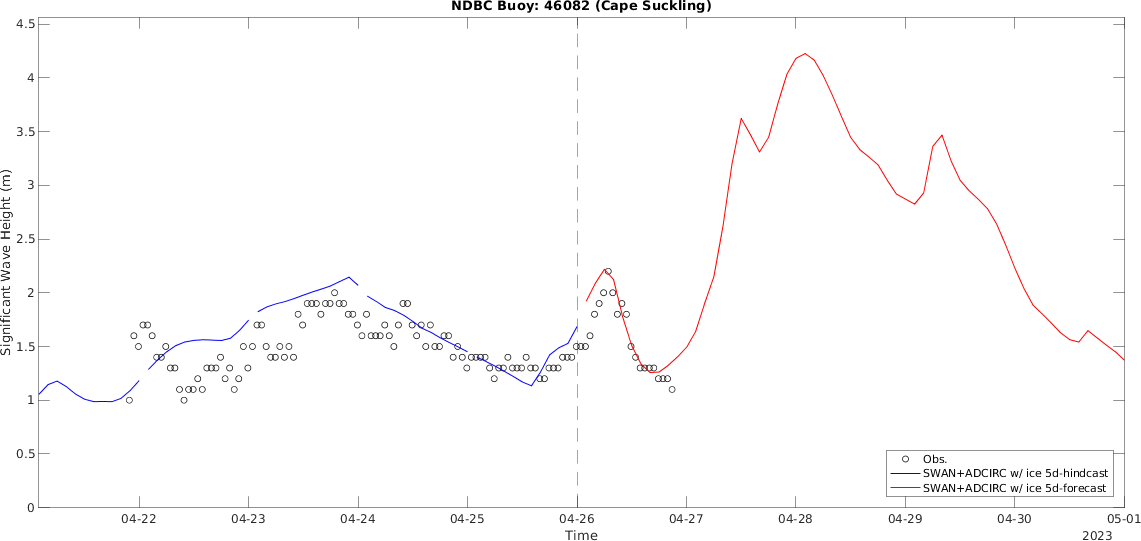 NDBC Buoy: 46082 (Cape Suckling)
Significant Wave Height (m)
4.5
4
3.5
3
2.5
2
1.5
1
0.5
0
Obs.
SWAN+ADCIRC w/ ice 5d-hindcast
SWAN+ADCIRC w/ ice 5d-forecast
04-22 04-23 04-24 04-25 04-26 04-27 04-28 04-29 04-30 05-01
Time
2023